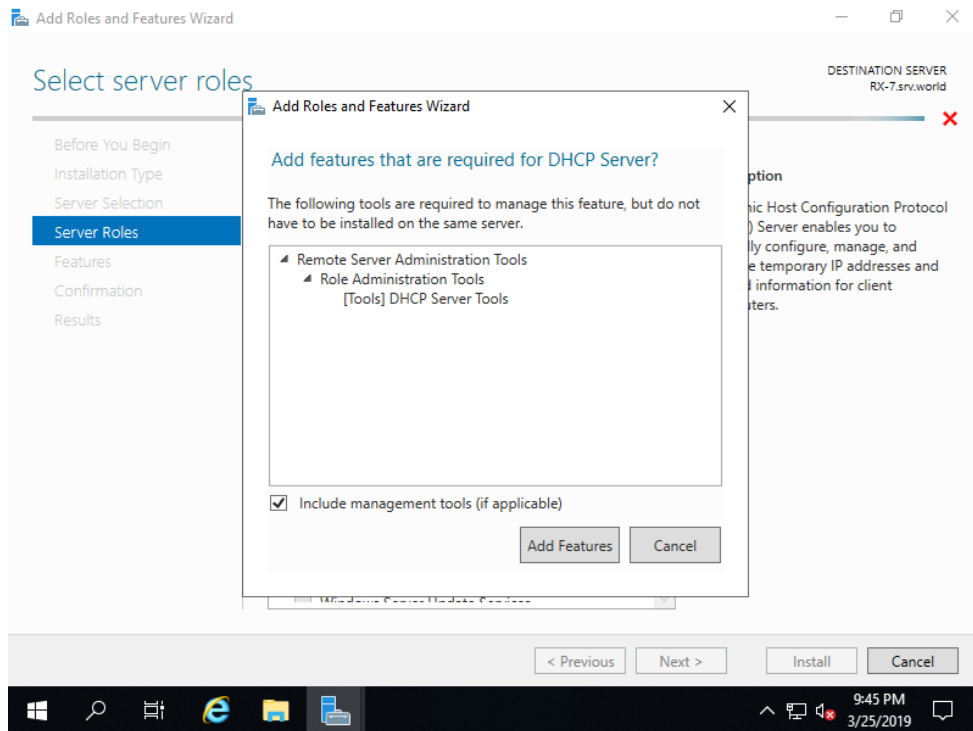 Add Roles and Features Wizard
Select server roles
DESTINATION SERVER
RX-7.srv.world
Before You Begin
Installation Type
Server Selection
Server Roles
Features
Confirmation
Results
Add Roles and Features Wizard
Add features that are required for DHCP Server?
The following tools are required to manage this feature, but do not
have to be installed on the same server.
Remote Server Administration Tools
Role Administration Tools
[Tools] DHCP Server Tools
Include management tools (if applicable)
Add Features
Cancel
Host Configuration Protocol
) Server enables you to
configure, manage, and
temporary IP addresses and
information for client
Windows Server Update Services
< Previous
Next >
Install
Cancel
9:45 PM
3/25/2019